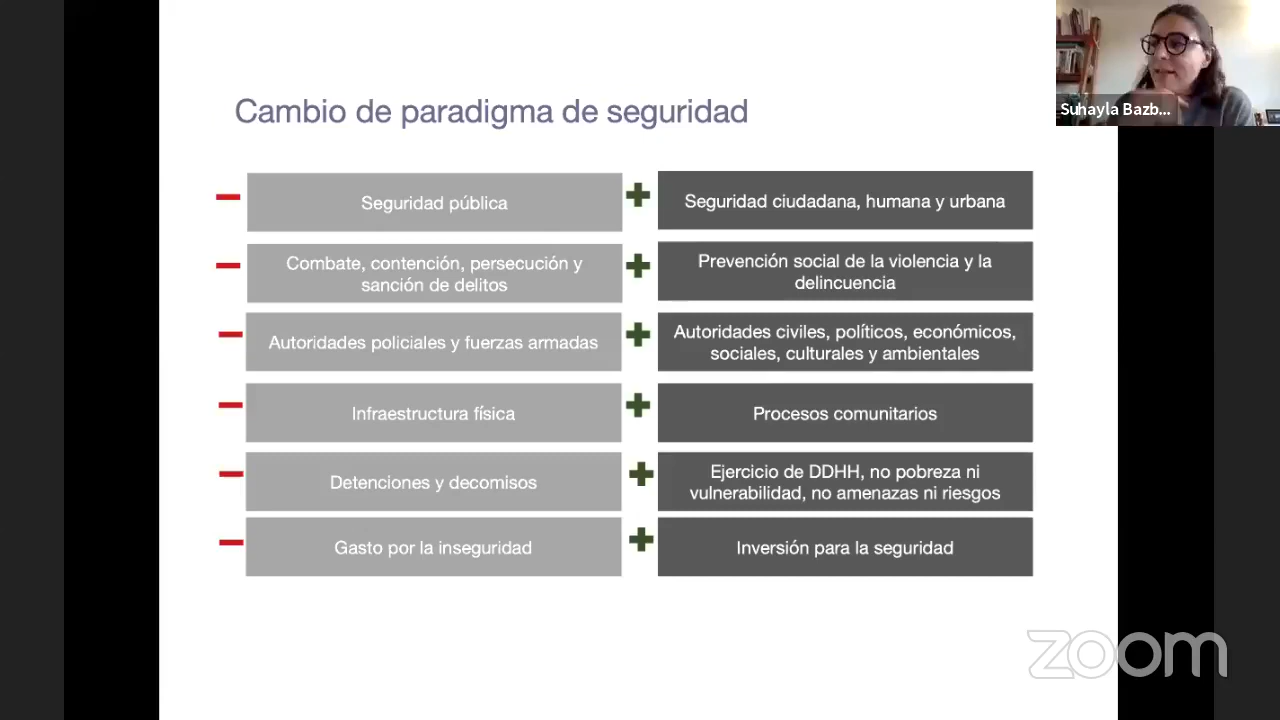 Suhayla Bazb...
Cambio de paradigma de seguridad
Seguridad pública
Seguridad ciudadana, humana y urbana
Combate, contención, persecución y
sanción de delitos
Prevención social de la violencia y la
delincuencia
Autoridades policiales y fuerzas armadas
Autoridades civiles, políticos, económicos,
sociales, culturales y ambientales
Infraestructura física
Procesos comunitarios
Detenciones y decomisos
Ejercicio de DDHH, no pobreza ni
vulnerabilidad, no amenazas ni riesgos
Gasto por la inseguridad
Inversión para la seguridad
zoom